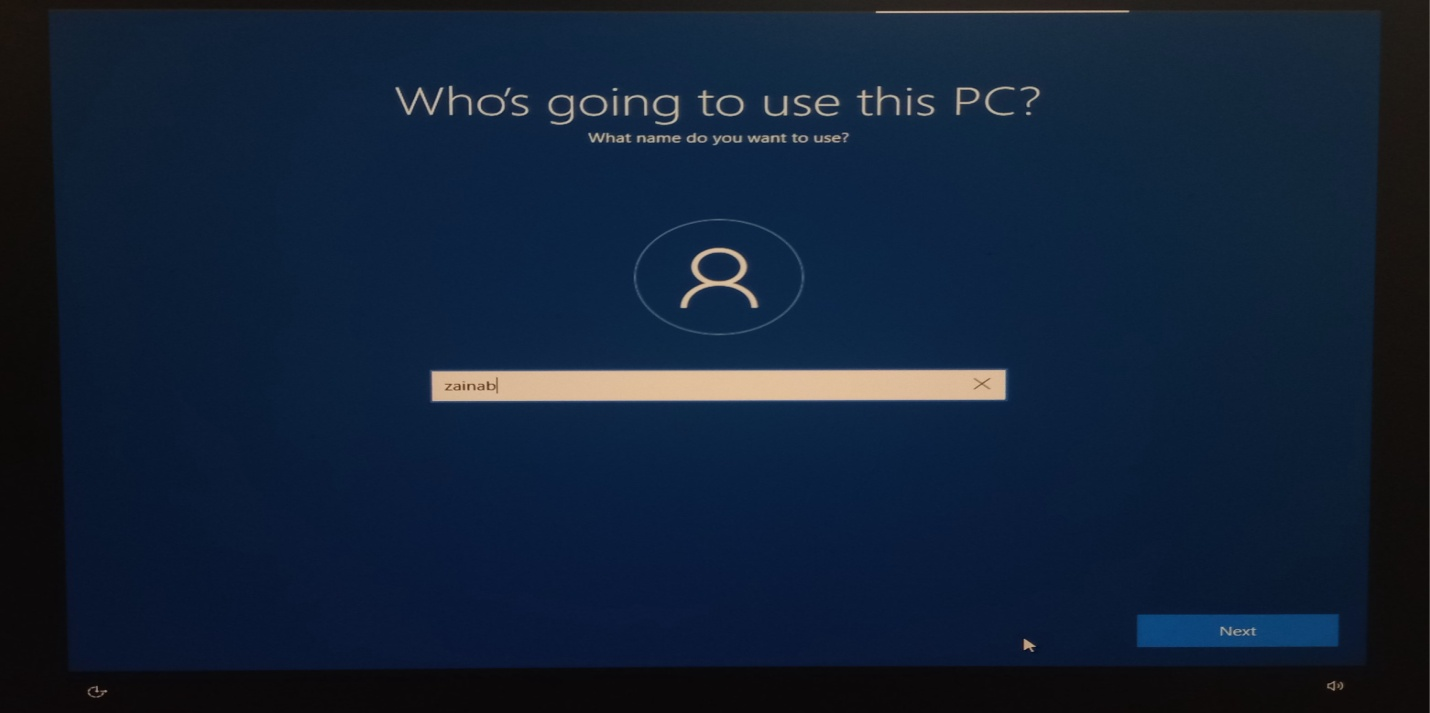 Who's going to use this PC?
What name do you want to use?
zainab
Next